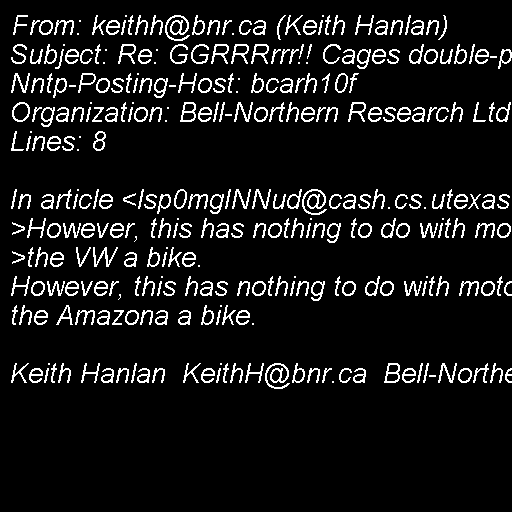 From: keithh@bnr.ca (Keith Hanlan)
Subject: Re: GGRRRrrr!! Cages double-p
Nntp-Posting-Host: bcarh10f
Organization: Bell-Northern Research Ltd
Lines: 8

In article <lsp0mgINNud@cash.cs.utexas
>However, this has nothing to do with mo
>the VW a bike.
However, this has nothing to do with moto
the Amazona a bike.

Keith Hanlan  KeithH@bnr.ca  Bell-Northe